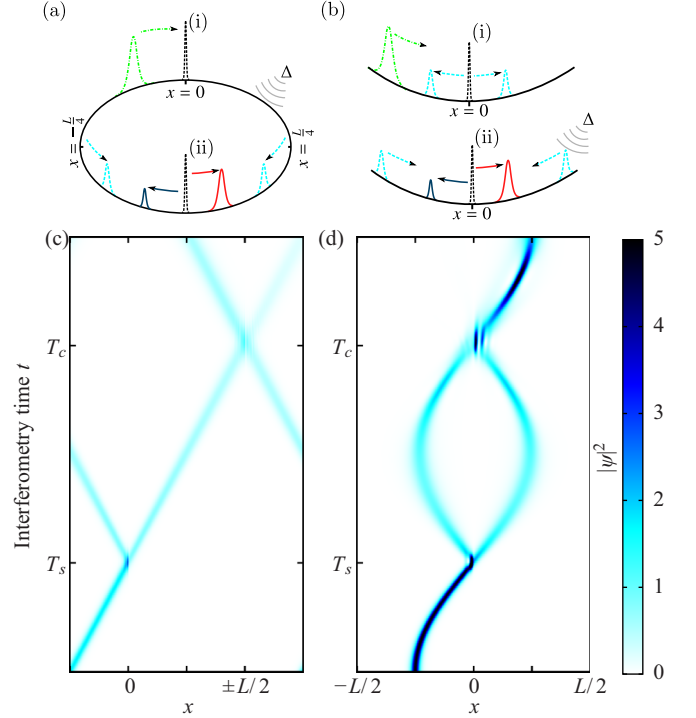 (a)
(i)
x = 0
Δ
x = −L/4
x = L/4
(ii)
(b)
(i)
x = 0
Δ
(ii)
x = 0
(c)
Interferometry time t
T_c
T_s
0
±L/2
x
(d)
T_c
T_s
−L/2
0
L/2
x
|ψ|²
5
4
3
2
1
0